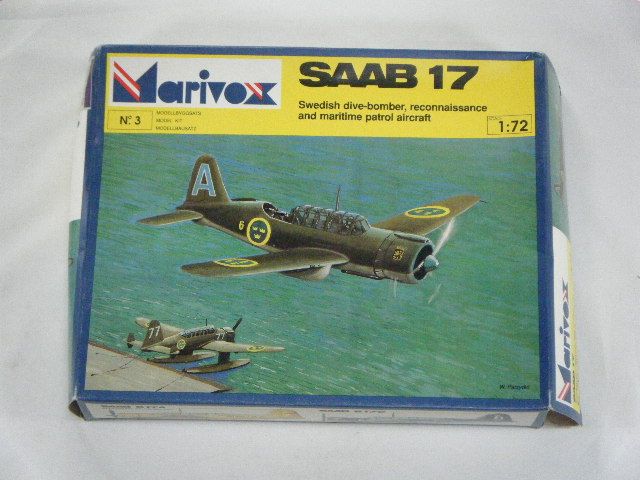 Marivox
SAAB 17
Swedish dive-bomber, reconnaissance
and maritime patrol aircraft
No 3
MODELLBYGGSATS
MODEL KIT
MODELLBAUSATZ
SCALE
1:72
A
6
77
77
Marivox